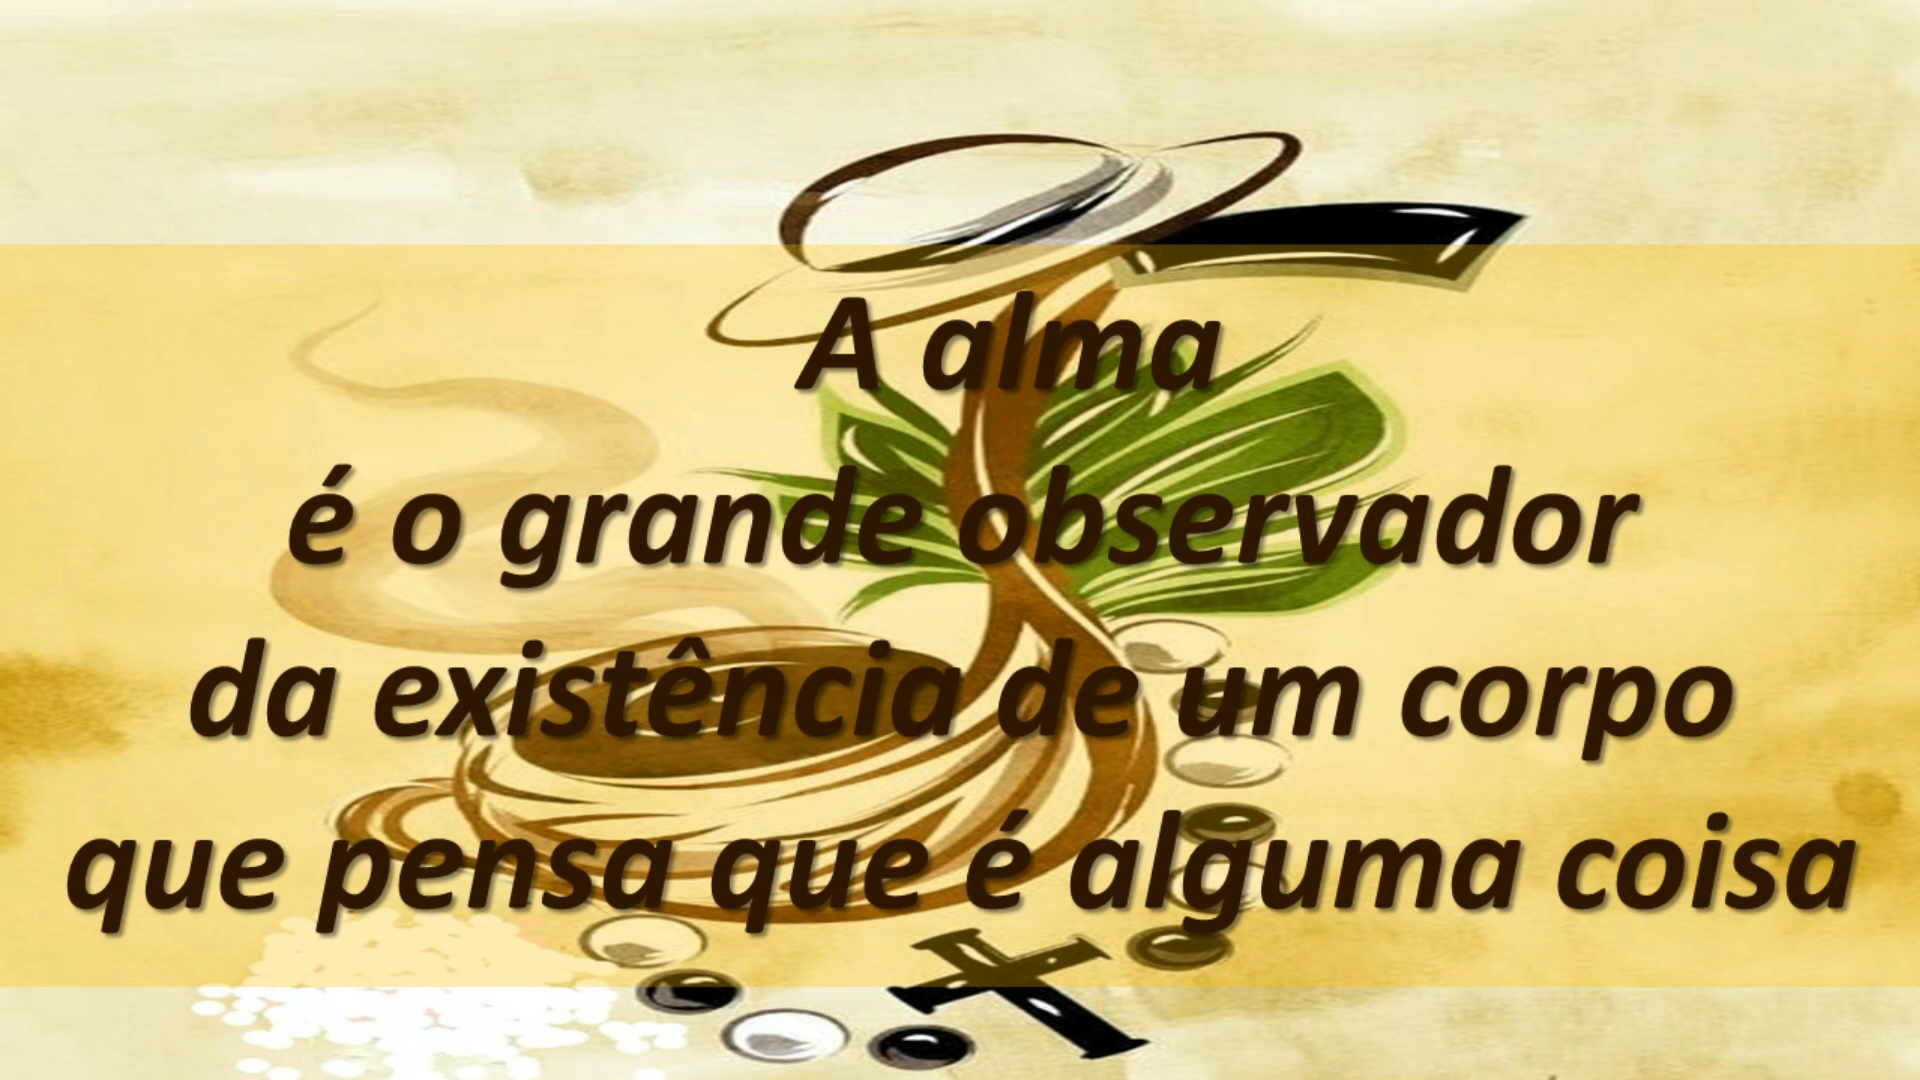 A alma
é o grande observador
da existência de um corpo
que pensa que é alguma coisa